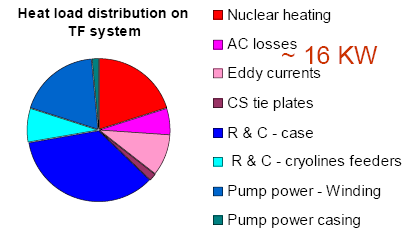 Heat load distribution on
TF system
Nuclear heating
AC losses
~ 16 KW
Eddy currents
CS tie plates
R & C - case
R & C - cryolines feeders
Pump power - Winding
Pump power casing